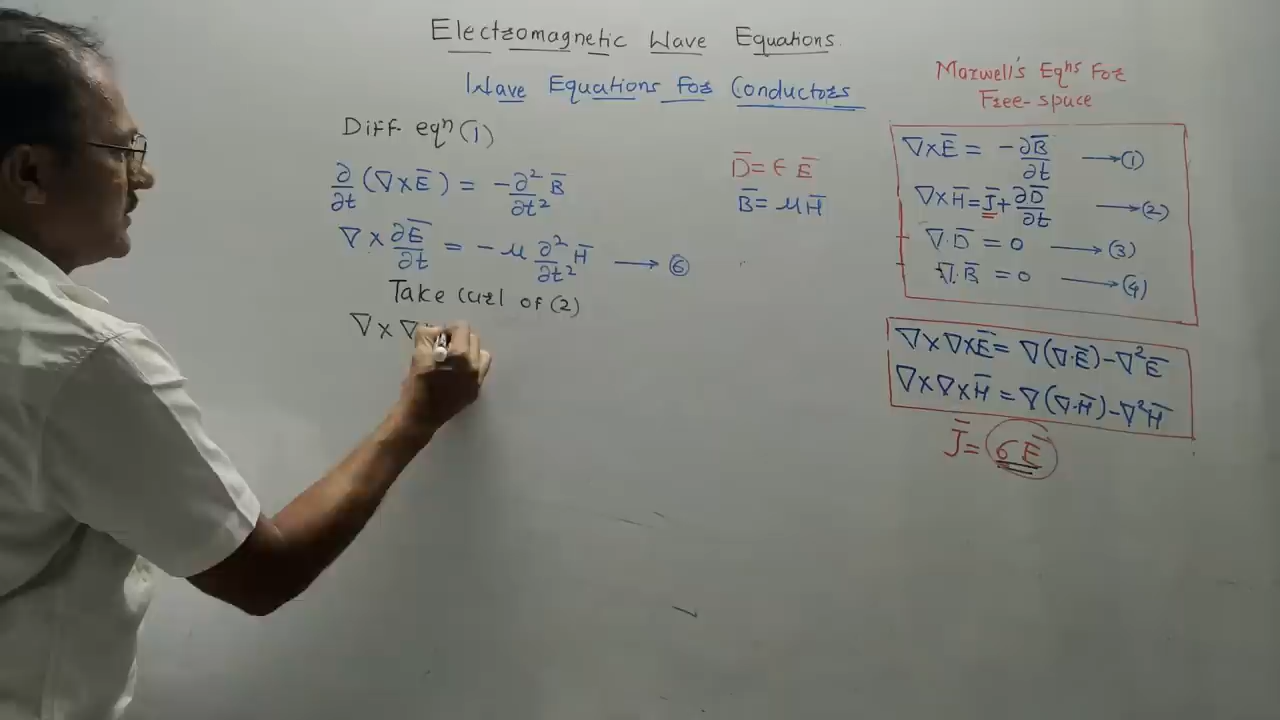 Electromagnetic Wave Equations.
Wave Equations for Conductors
Diff. eqⁿ (1)
∂/∂t (∇×E̅) = -∂²/∂t² B̅
∇ × ∂E̅/∂t = -μ ∂²/∂t² H̅ → ⑥
Take curl of (2)
∇×∇
D̅ = ϵ E̅
B̅ = μH̅
Maxwell's Eqⁿs For
Free-space
∇×E̅ = -∂B̅/∂t → ①
∇×H̅ = J̅+∂D̅/∂t → (2)
∇.D̅ = 0 → (3)
∇.B̅ = 0 → (4)
∇×∇×E̅ = ∇(∇.E̅)-∇²E̅
∇×∇×H̅ = ∇(∇.H̅)-∇²H̅
J̅ = σE̅